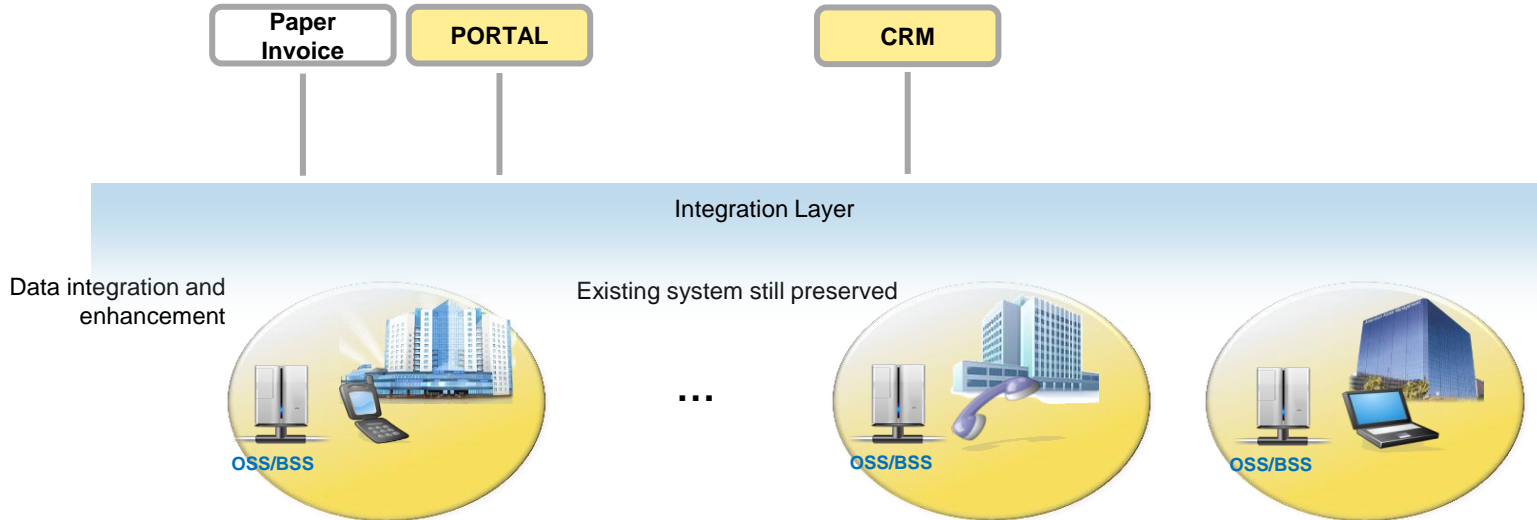 Paper
Invoice
PORTAL
CRM
Integration Layer
Data integration and
enhancement
Existing system still preserved
...
OSS/BSS
OSS/BSS
OSS/BSS